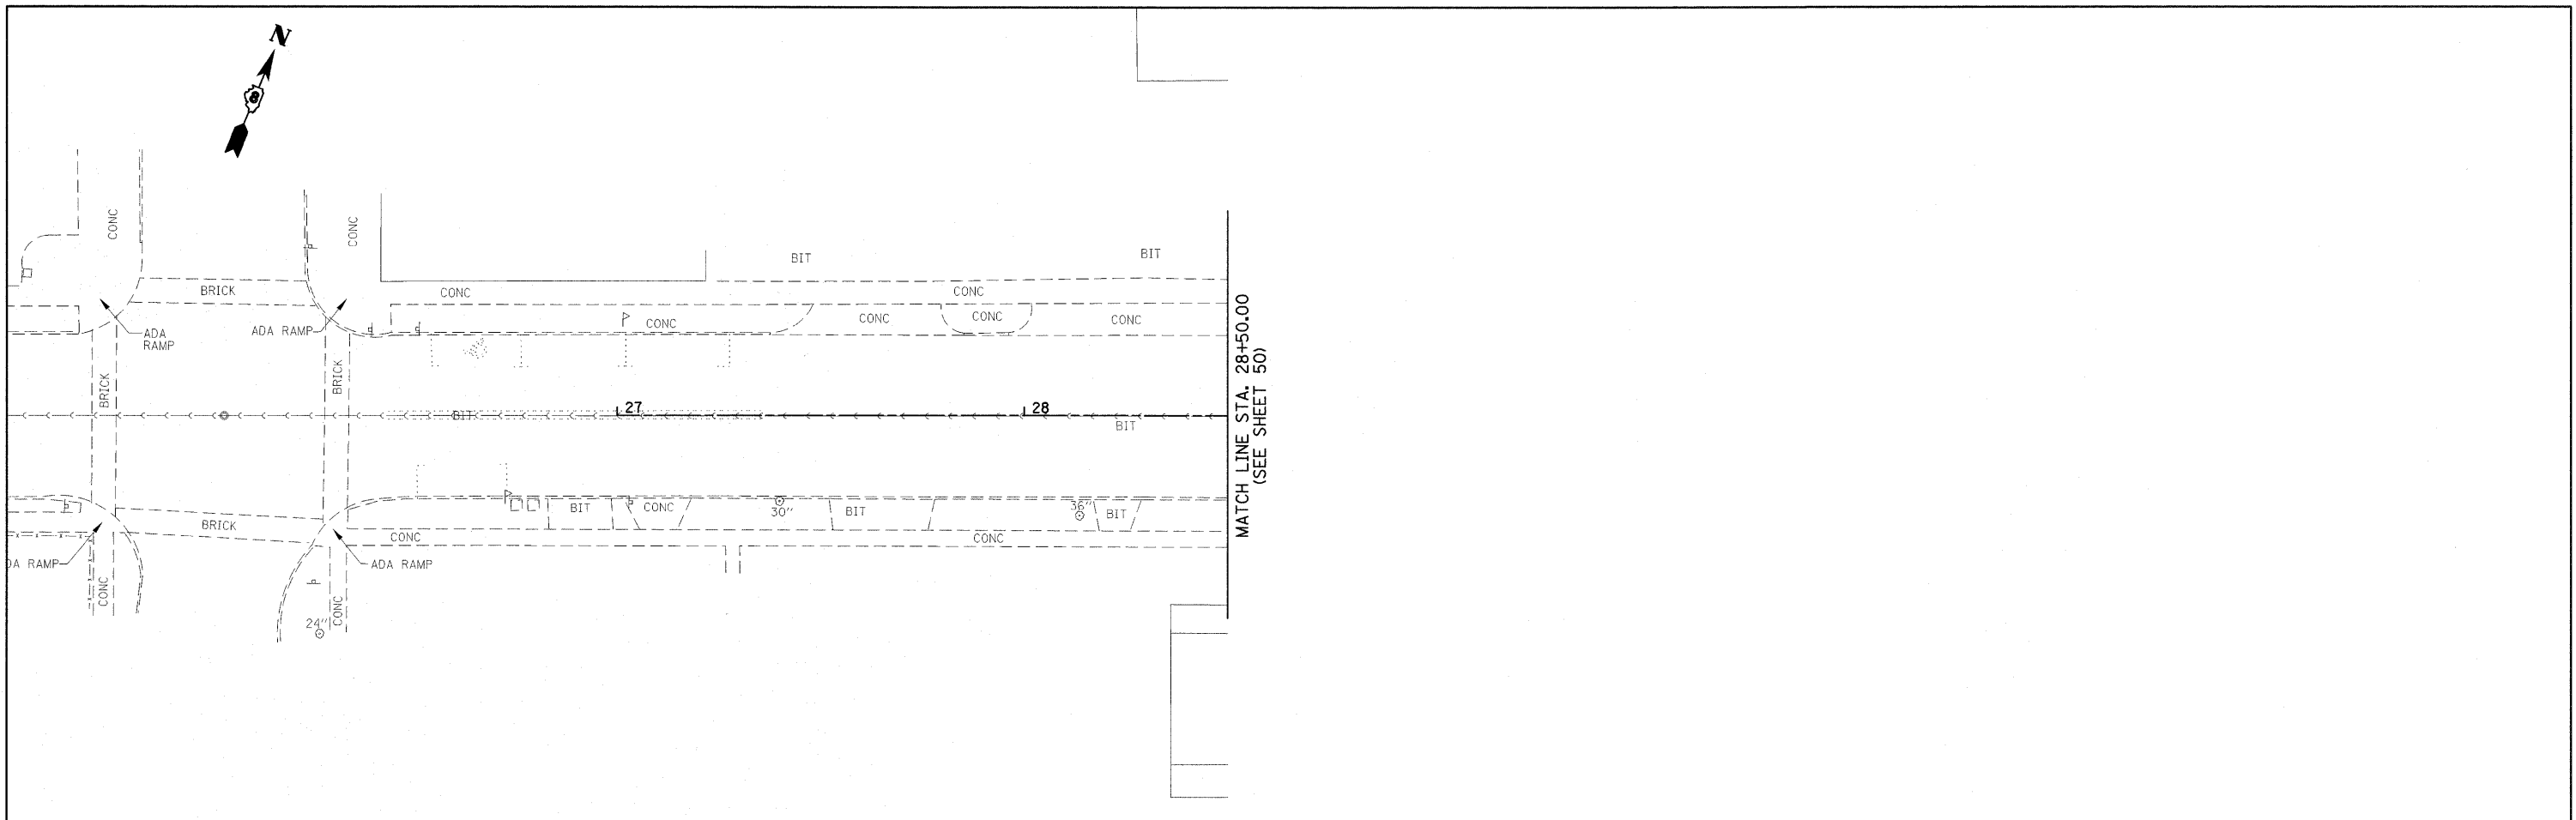 N
8
CONC
CONC
BIT
BIT
BRICK
CONC
CONC
ADA
RAMP
ADA RAMP
CONC
CONC
CONC
CONC
BRICK
BRICK
BIT
27
28
BIT
MATCH LINE STA. 28+50.00
(SEE SHEET 50)
BIT
CONC
30"
BIT
36"
BIT
BRICK
CONC
CONC
DA RAMP
ADA RAMP
CONC
CONC
24"